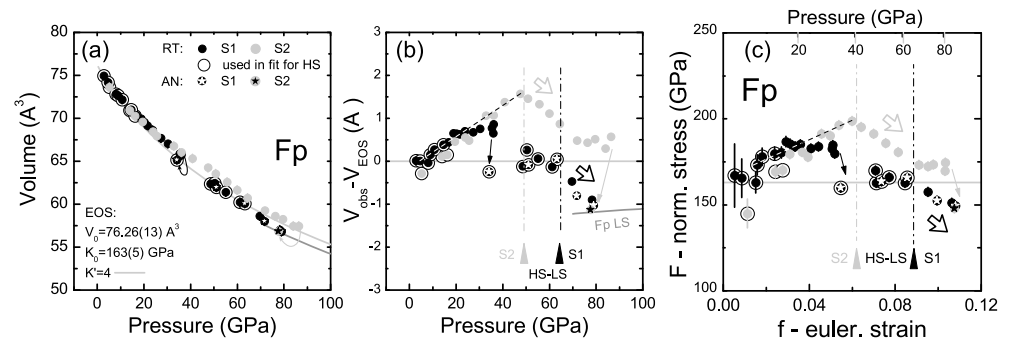 (a)
RT: S1 S2
used in fit for HS
AN: S1 S2
Fp
EOS:
V₀=76.26(13) A³
K₀=163(5) GPa
K'=4
Volume (A³)
80
75
70
65
60
55
50
0 20 40 60 80 100
Pressure (GPa)
(b)
V_obs-V_EOS (A³)
3
2
1
0
-1
-2
-3
Fp LS
S2
S1
HS-LS
0 20 40 60 80 100
Pressure (GPa)
Pressure (GPa)
20 40 60 80
(c)
Fp
F - norm. stress (GPa)
250
200
150
100
50
S2 HS-LS S1
0.00 0.04 0.08 0.12
f - euler. strain